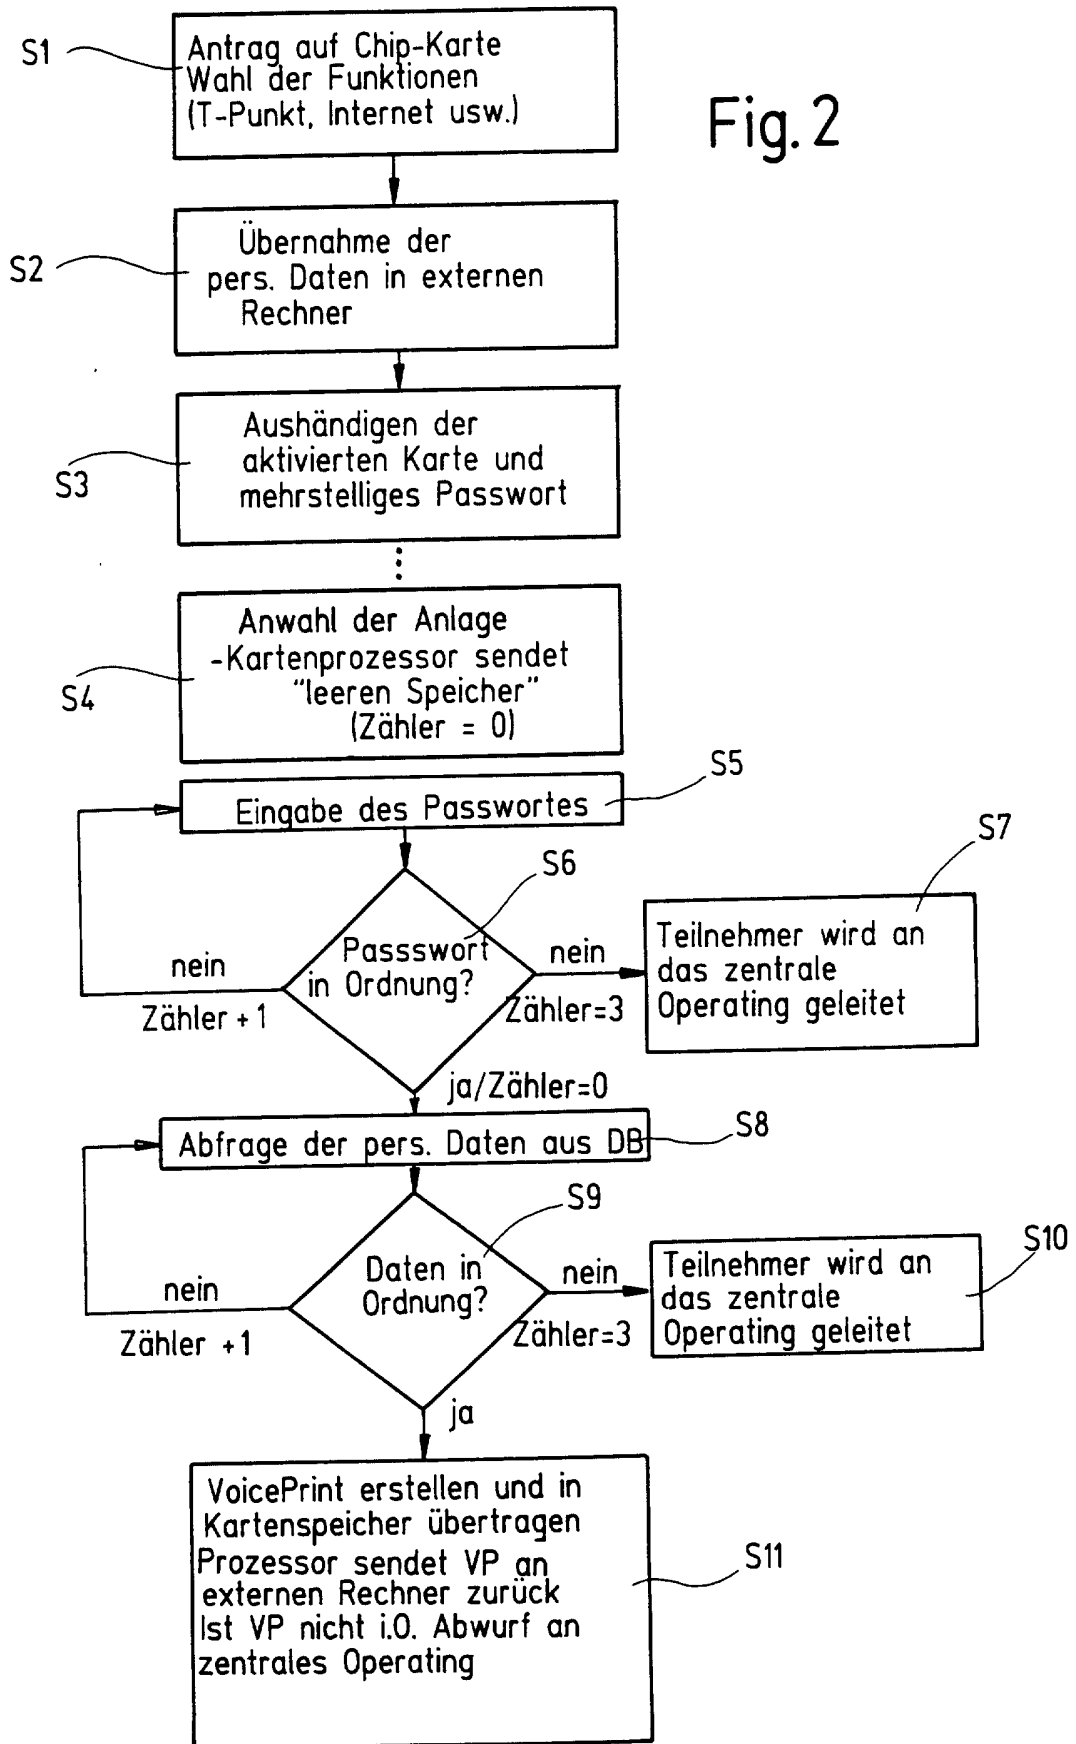 Fig. 2
S1
Antrag auf Chip-Karte
Wahl der Funktionen
(T-Punkt, Internet usw.)
S2
Übernahme der
pers. Daten in externen
Rechner
S3
Aushändigen der
aktivierten Karte und
mehrstelliges Passwort
S4
Anwahl der Anlage
-Kartenprozessor sendet
"leeren Speicher"
(Zähler = 0)
S5
Eingabe des Passwortes
S6
Passswort
in Ordnung?
nein
Zähler + 1
nein
Zähler=3
S7
Teilnehmer wird an
das zentrale
Operating geleitet
ja/Zähler=0
Abfrage der pers. Daten aus DB
S8
S9
Daten in
Ordnung?
nein
Zähler +1
nein
Zähler=3
S10
Teilnehmer wird an
das zentrale
Operating geleitet
ja
VoicePrint erstellen und in
Kartenspeicher übertragen
Prozessor sendet VP an
externen Rechner zurück
Ist VP nicht i.O. Abwurf an
zentrales Operating
S11